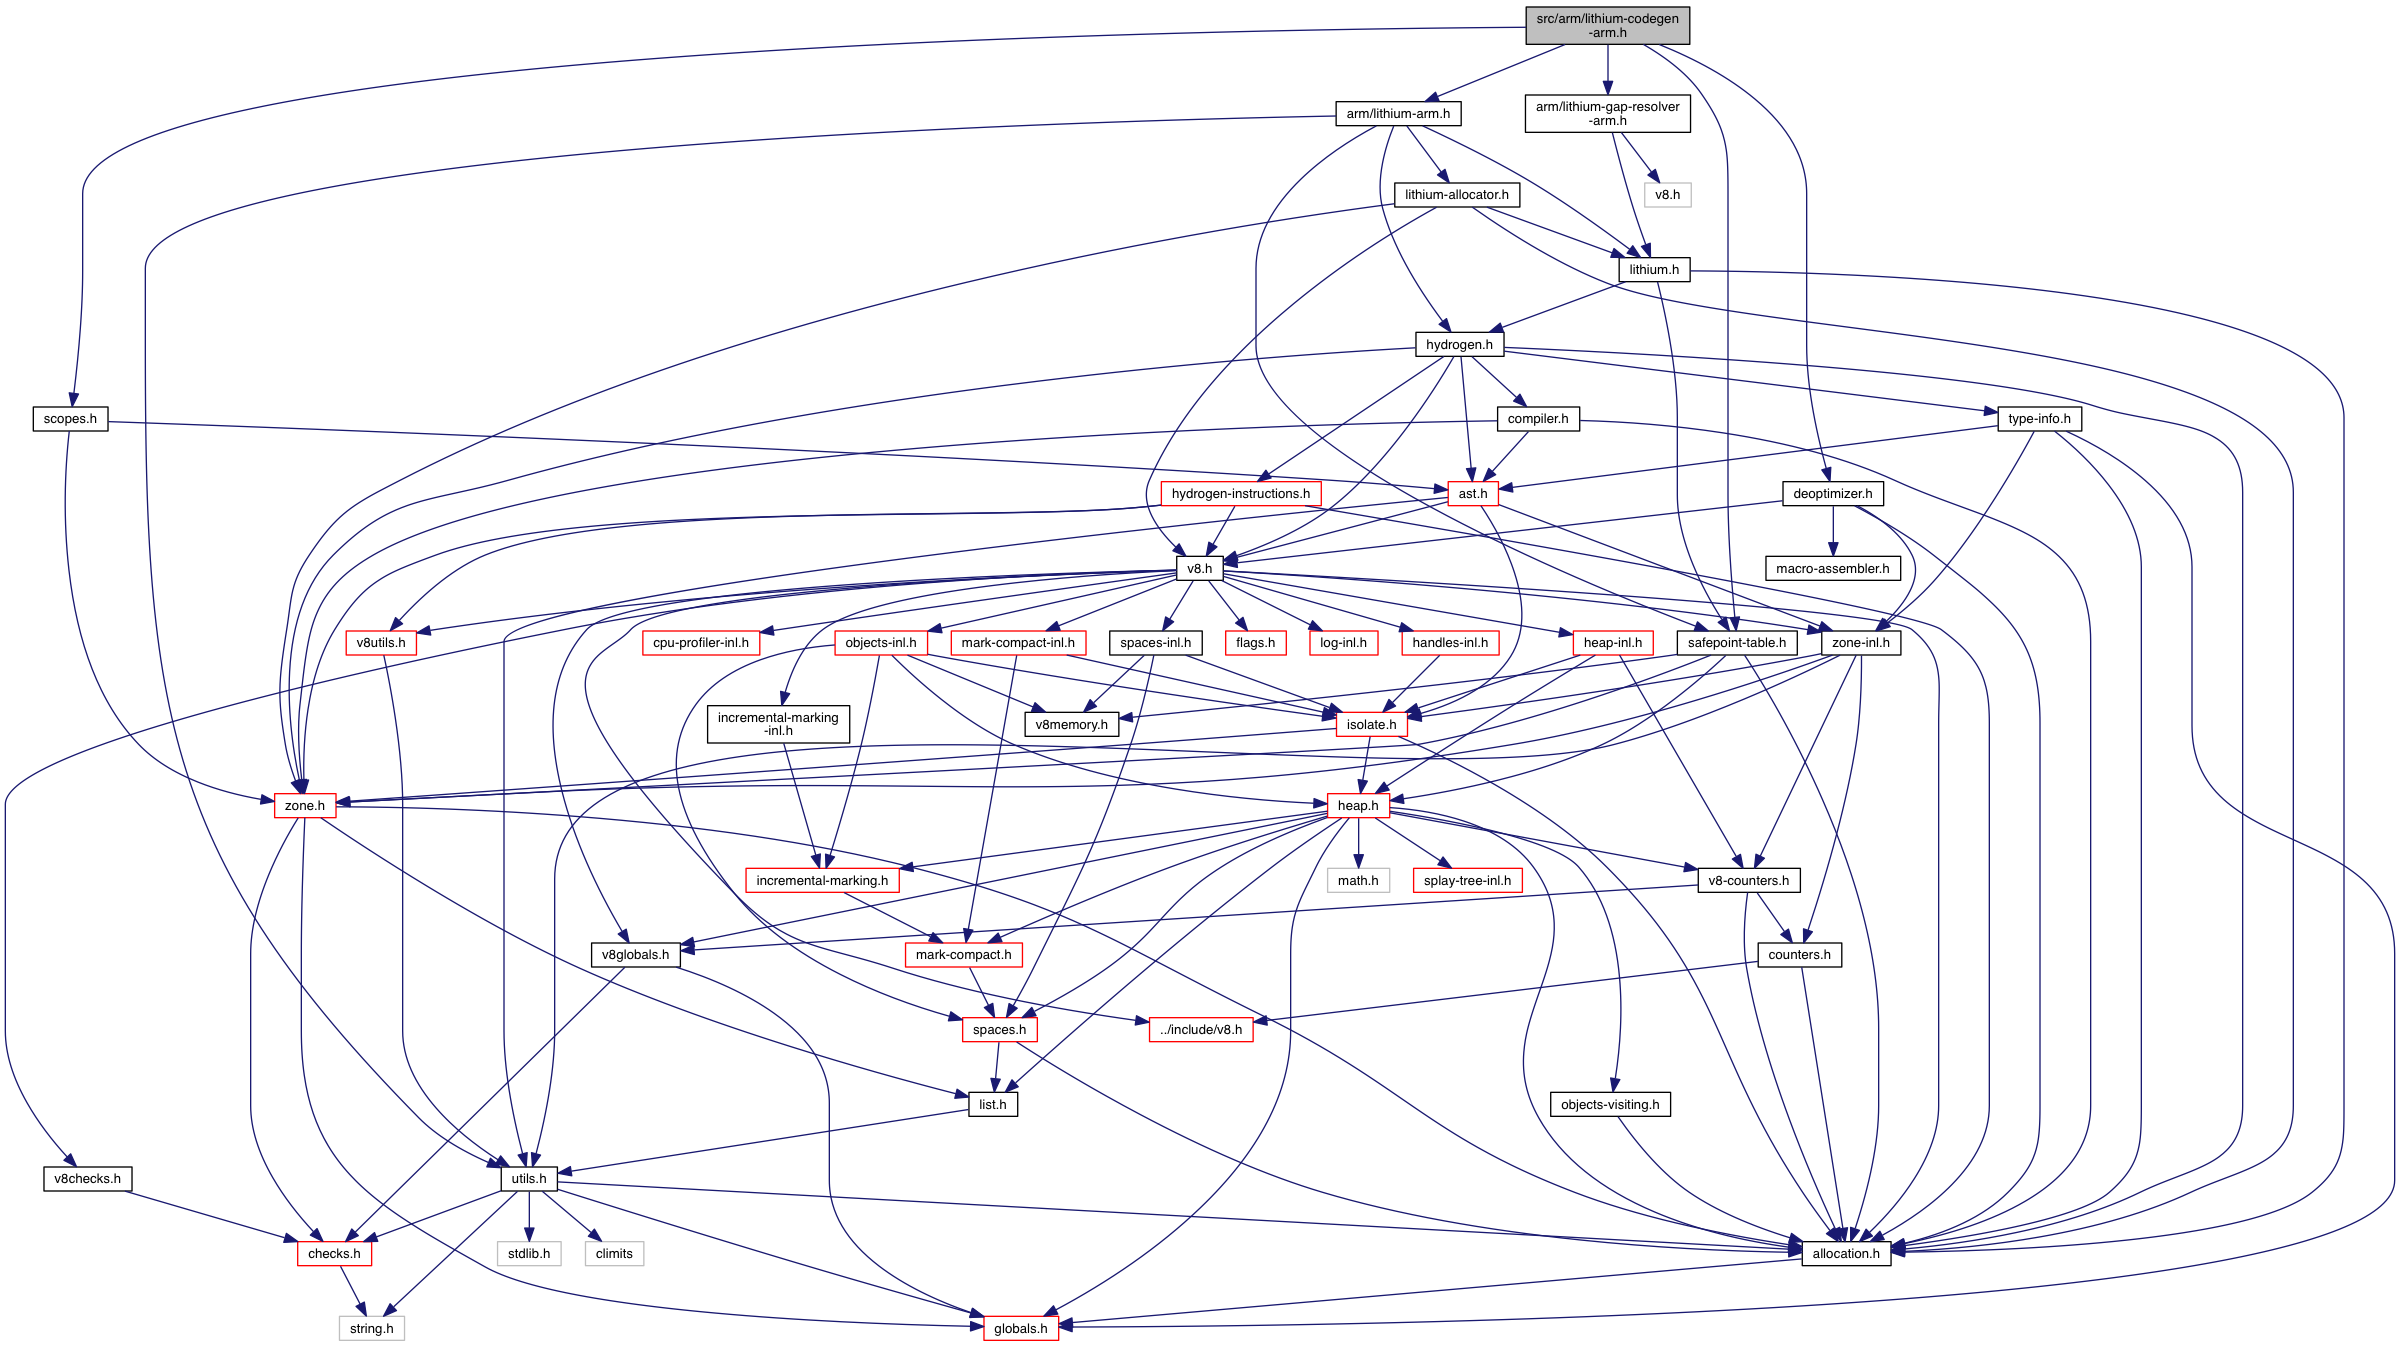 src/arm/lithium-codegen
-arm.h
arm/lithium-arm.h
arm/lithium-gap-resolver
-arm.h
lithium-allocator.h
v8.h
lithium.h
hydrogen.h
scopes.h
compiler.h
type-info.h
hydrogen-instructions.h
ast.h
deoptimizer.h
v8.h
macro-assembler.h
v8utils.h
cpu-profiler-inl.h
objects-inl.h
mark-compact-inl.h
spaces-inl.h
flags.h
log-inl.h
handles-inl.h
heap-inl.h
safepoint-table.h
zone-inl.h
incremental-marking
-inl.h
v8memory.h
isolate.h
zone.h
heap.h
incremental-marking.h
math.h
splay-tree-inl.h
v8-counters.h
v8globals.h
mark-compact.h
counters.h
spaces.h
../include/v8.h
list.h
objects-visiting.h
v8checks.h
utils.h
checks.h
stdlib.h
climits
allocation.h
string.h
globals.h